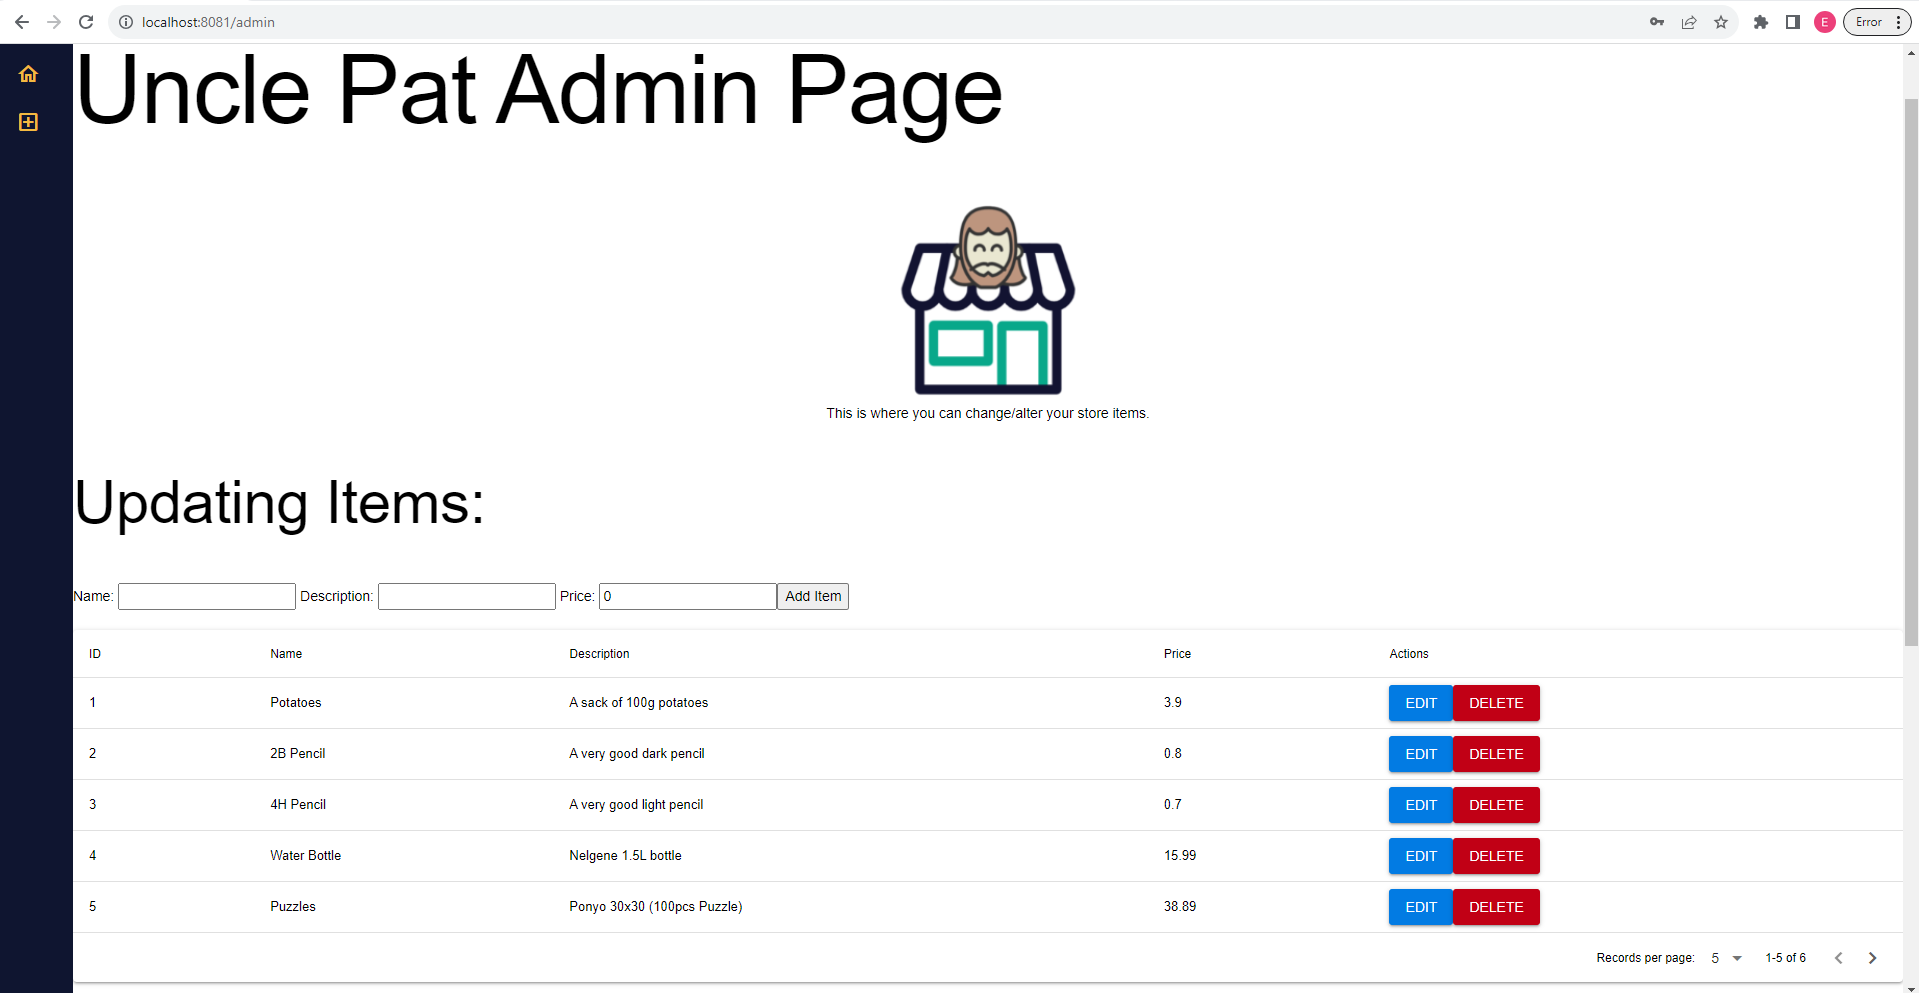 localhost:8081/admin
E
Error
Uncle Pat Admin Page
This is where you can change/alter your store items.
Updating Items:
Name: Description: Price: 0 Add Item
ID Name Description Price Actions
1 Potatoes A sack of 100g potatoes 3.9 EDIT DELETE
2 2B Pencil A very good dark pencil 0.8 EDIT DELETE
3 4H Pencil A very good light pencil 0.7 EDIT DELETE
4 Water Bottle Nelgene 1.5L bottle 15.99 EDIT DELETE
5 Puzzles Ponyo 30x30 (100pcs Puzzle) 38.89 EDIT DELETE
Records per page: 5 1-5 of 6